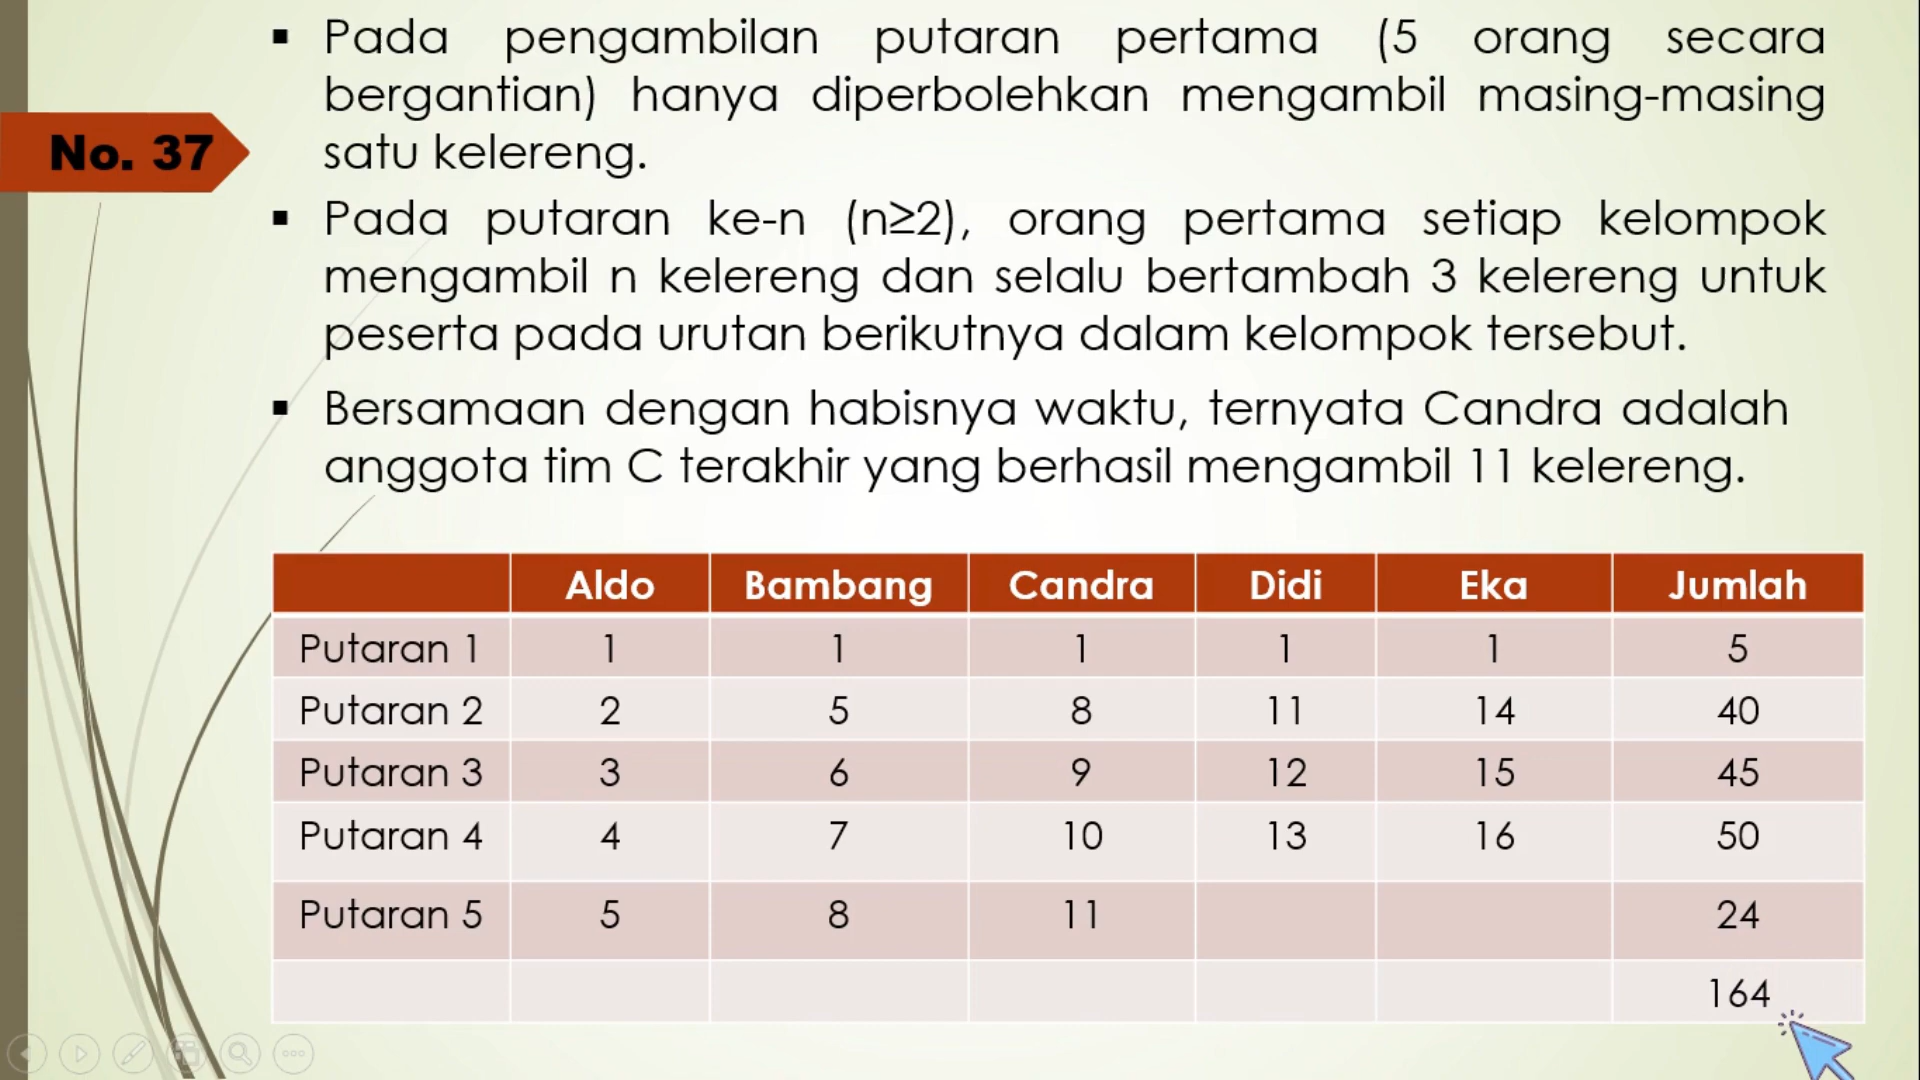 Pada pengambilan putaran pertama (5 orang secara
bergantian) hanya diperbolehkan mengambil masing-masing
satu kelereng.
No. 37
Pada putaran ke-n (n≥2), orang pertama setiap kelompok
mengambil n kelereng dan selalu bertambah 3 kelereng untuk
peserta pada urutan berikutnya dalam kelompok tersebut.
Bersamaan dengan habisnya waktu, ternyata Candra adalah
anggota tim C terakhir yang berhasil mengambil 11 kelereng.
Aldo Bambang Candra Didi Eka Jumlah
Putaran 1 1 1 1 1 1 5
Putaran 2 2 5 8 11 14 40
Putaran 3 3 6 9 12 15 45
Putaran 4 4 7 10 13 16 50
Putaran 5 5 8 11 24
164